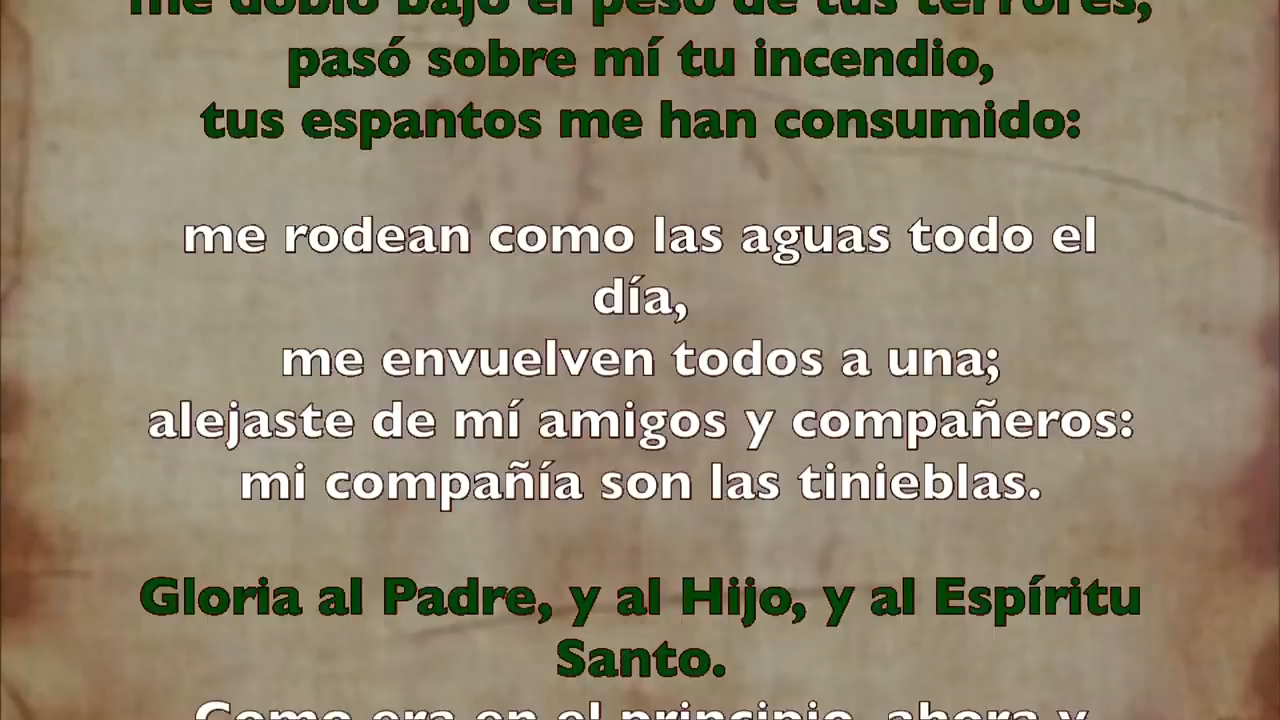 me doblo bajo el peso de tus terrores,
pasó sobre mí tu incendio,
tus espantos me han consumido:
me rodean como las aguas todo el
día,
me envuelven todos a una;
alejaste de mí amigos y compañeros:
mi compañía son las tinieblas.
Gloria al Padre, y al Hijo, y al Espíritu
Santo.
Como era en el principio, ahora y